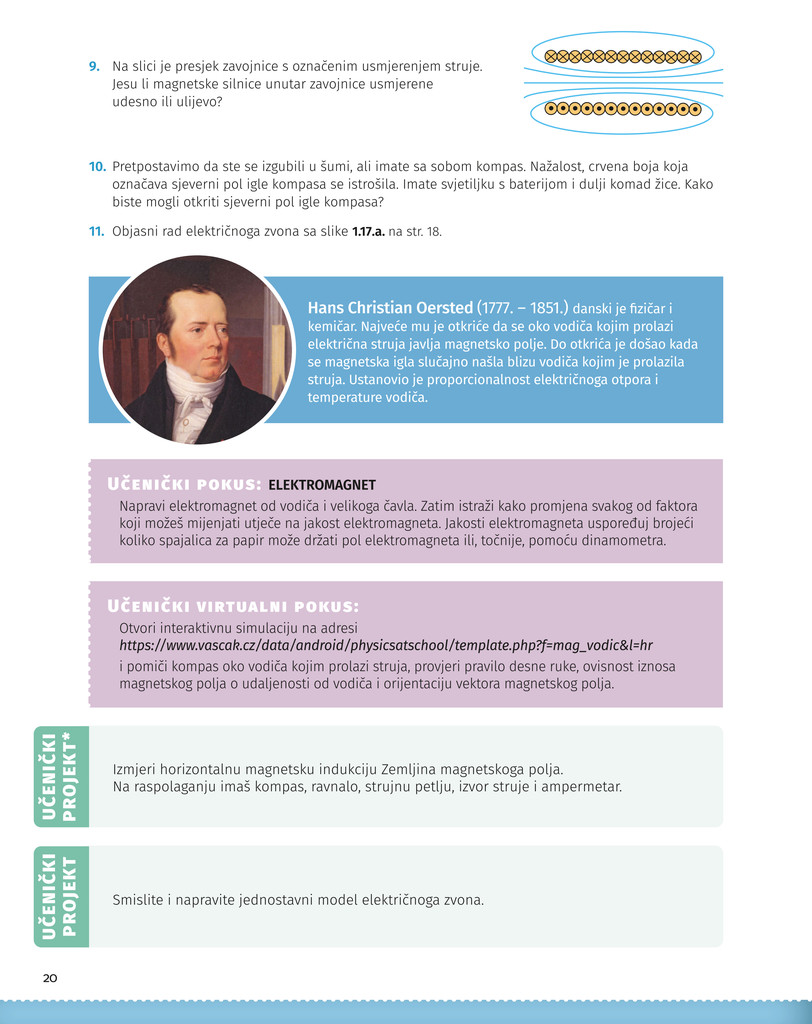 9. Na slici je presjek zavojnice s označenim usmjerenjem struje.
Jesu li magnetske silnice unutar zavojnice usmjerene
udesno ili ulijevo?
10. Pretpostavimo da ste se izgubili u šumi, ali imate sa sobom kompas. Nažalost, crvena boja koja
označava sjeverni pol igle kompasa se istrošila. Imate svjetiljku s baterijom i dulji komad žice. Kako
biste mogli otkriti sjeverni pol igle kompasa?
11. Objasni rad električnoga zvona sa slike 1.17.a. na str. 18.
Hans Christian Oersted (1777. – 1851.) danski je fizičar i
kemičar. Najveće mu je otkriće da se oko vodiča kojim prolazi
električna struja javlja magnetsko polje. Do otkrića je došao kada
se magnetska igla slučajno našla blizu vodiča kojim je prolazila
struja. Ustanovio je proporcionalnost električnoga otpora i
temperature vodiča.
UČENIČKI POKUS: ELEKTROMAGNET
Napravi elektromagnet od vodiča i velikoga čavla. Zatim istraži kako promjena svakog od faktora
koji možeš mijenjati utječe na jakost elektromagneta. Jakosti elektromagneta uspoređuj brojeći
koliko spajalica za papir može držati pol elektromagneta ili, točnije, pomoću dinamometra.
UČENIČKI VIRTUALNI POKUS:
Otvori interaktivnu simulaciju na adresi
https://www.vascak.cz/data/android/physicsatschool/template.php?f=mag_vodic&l=hr
i pomiči kompas oko vodiča kojim prolazi struja, provjeri pravilo desne ruke, ovisnost iznosa
magnetskog polja o udaljenosti od vodiča i orijentaciju vektora magnetskog polja.
UČENIČKI
PROJEKT*
Izmjeri horizontalnu magnetsku indukciju Zemljina magnetskoga polja.
Na raspolaganju imaš kompas, ravnalo, strujnu petlju, izvor struje i ampermetar.
UČENIČKI
PROJEKT
Smislite i napravite jednostavni model električnoga zvona.
20